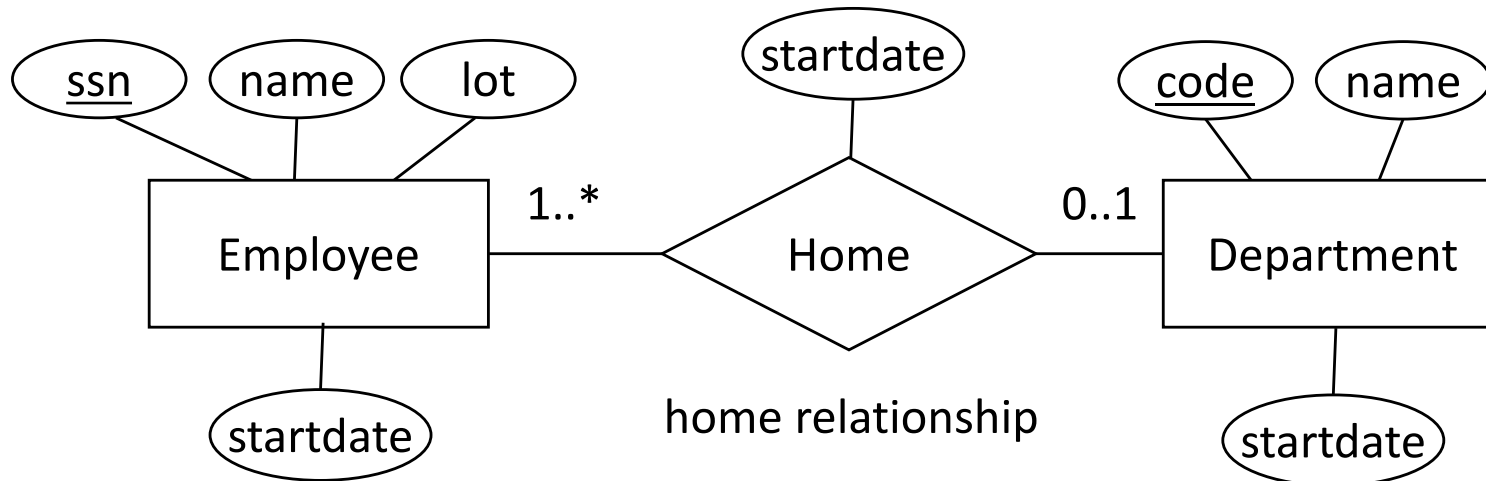 startdate
ssn
name
lot
code
name
1..*
0..1
Employee
Home
Department
home relationship
startdate
startdate